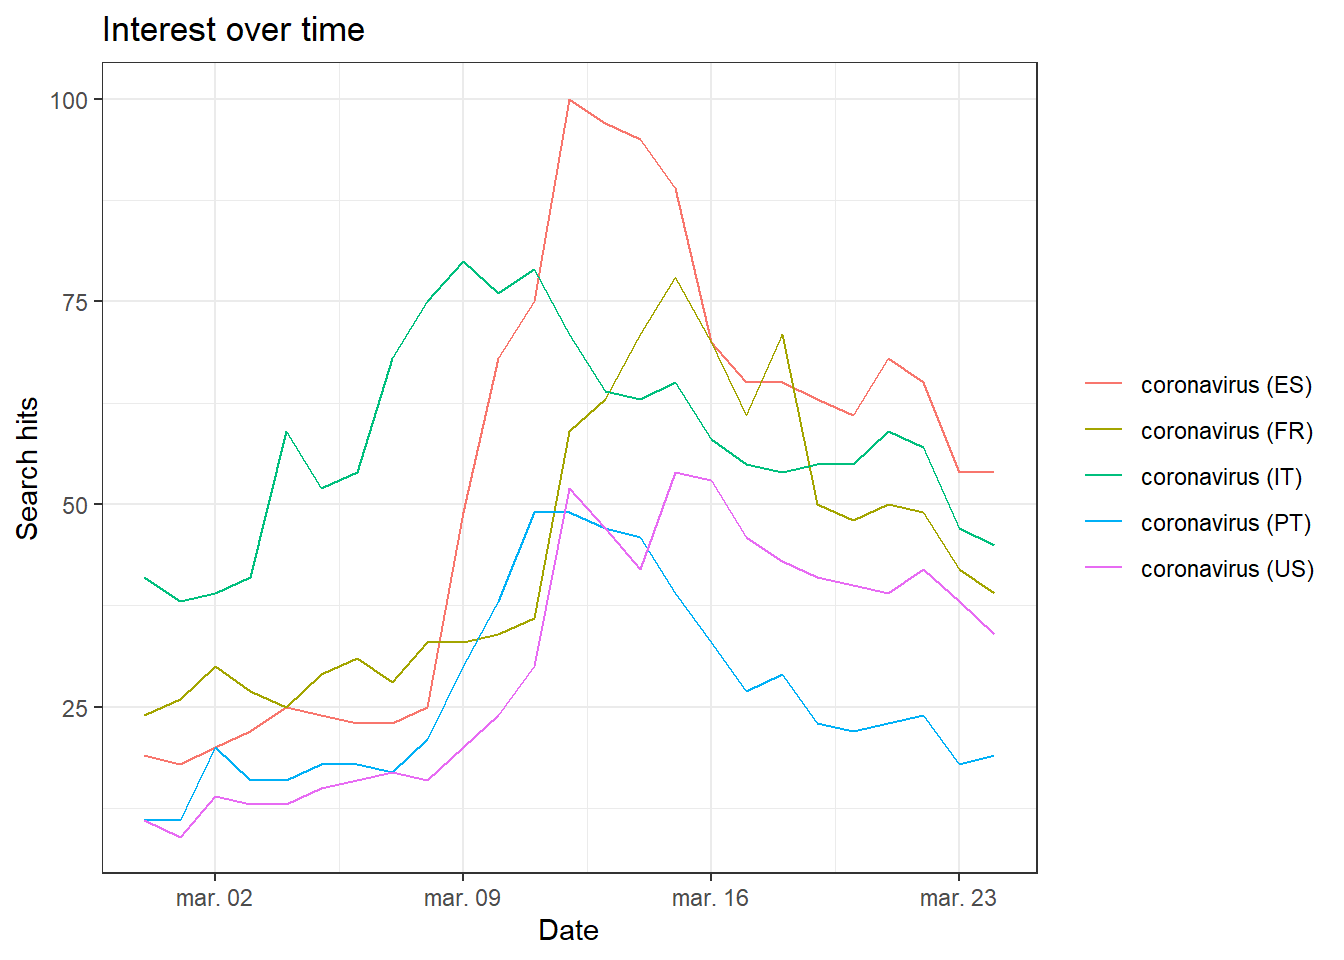 Interest over time
100
75
50
25
Search hits
mar. 02 mar. 09 mar. 16 mar. 23
Date
coronavirus (ES)
coronavirus (FR)
coronavirus (IT)
coronavirus (PT)
coronavirus (US)